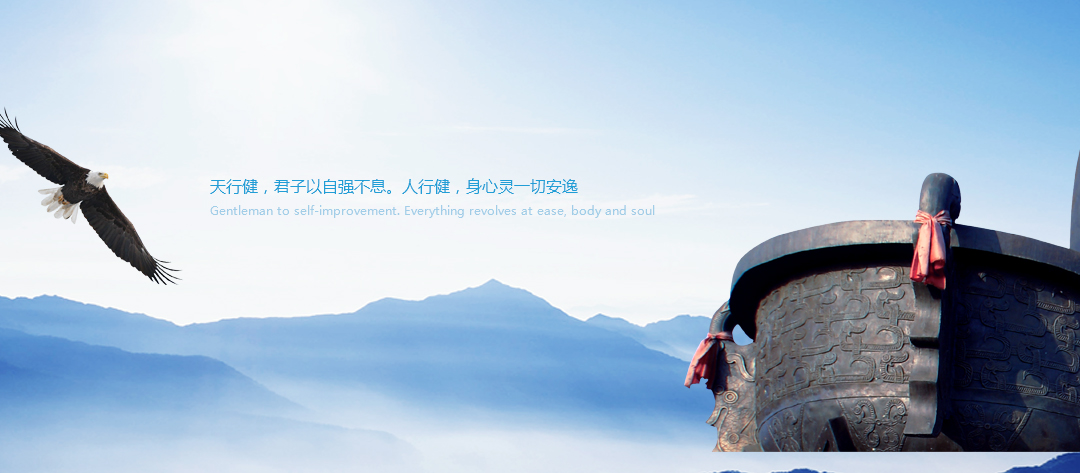 天行健，君子以自强不息。人行健，身心灵一切安逸
Gentleman to self-improvement. Everything revolves at ease, body and soul